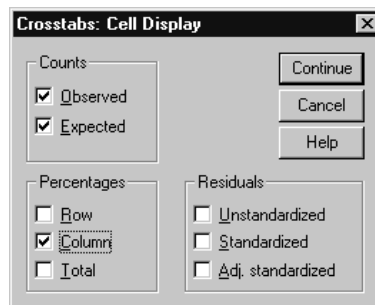 Crosstabs: Cell Display
Counts
Observed
Expected
Continue
Cancel
Help
Percentages
Row
Column
Total
Residuals
Unstandardized
Standardized
Adj. standardized